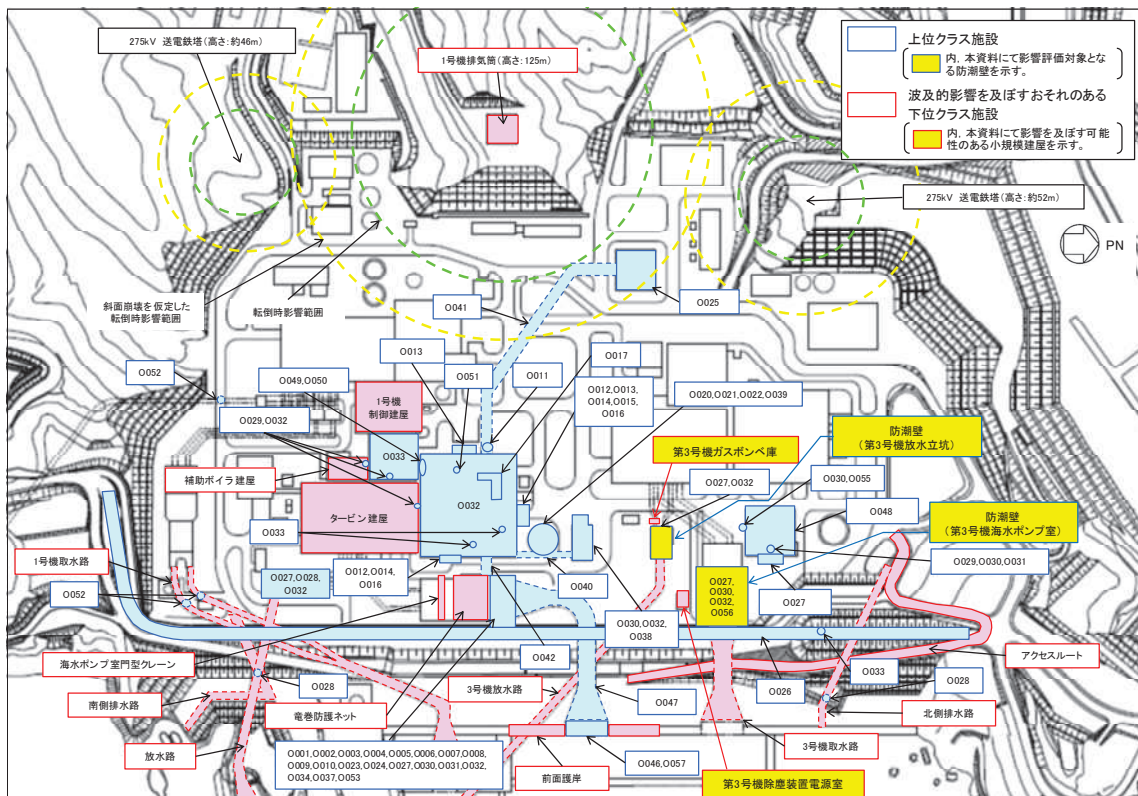 275kV 送電鉄塔(高さ:約46m)
1号機排気筒(高さ:125m)
上位クラス施設
内、本資料にて影響評価対象とな
る防潮壁を示す。
波及的影響を及ぼすおそれのある
下位クラス施設
内、本資料にて影響を及ぼす可能
性のある小規模建屋を示す。
275kV 送電鉄塔(高さ:約52m)
PN
斜面崩壊を仮定した
転倒時影響範囲
転倒時影響範囲
O041
O025
O013
O051
O011
O017
O052
O049,O050
O012,O013,
O014,O015,
O016
O020,O021,O022,O039
1号機
制御建屋
O029,O032
O033
防潮壁
(第3号機放水立坑)
第3号機ガスボンベ庫
補助ボイラ建屋
O027,O032
O030,O055
タービン建屋
O032
O048
防潮壁
(第3号機海水ポンプ室)
O033
1号機取水路
O029,O030,O031
O052
O027,O028,
O032
O012,O014,
O016
O040
O027,
O030,
O032,
O056
O027
O030,O032,
O038
海水ポンプ室門型クレーン
O042
O033
アクセスルート
O028
3号機放水路
O026
O028
南側排水路
竜巻防護ネット
O047
北側排水路
放水路
O001,O002,O003,O004,O005,O006,O007,O008,
O009,O010,O023,O024,O027,O030,O031,O032,
O034,O037,O053
前面護岸
O046,O057
3号機取水路
第3号機除塵装置電源室